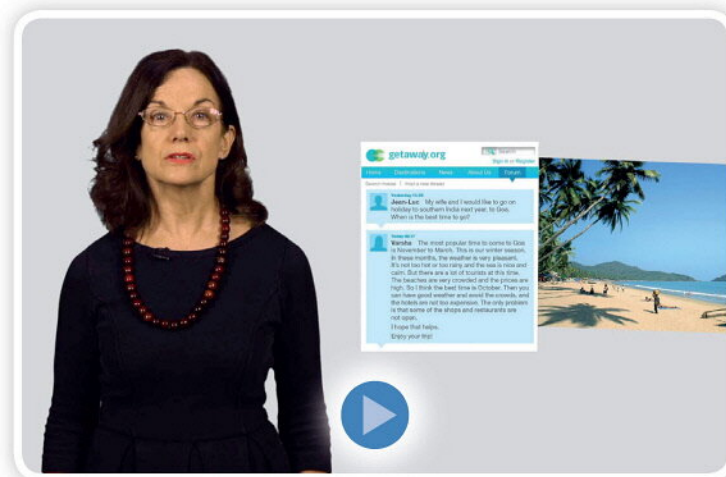 getaway.org
Search
Sign in or Register
Home Destinations News About Us Forum
Search Forum | Post a new thread
Yesterday
Jean-Luc My wife and I would like to go on
holiday to southern India next year, to Goa.
When is the best time to go?
Today
Varsha The most popular time to come to Goa
is November to March. This is our winter season.
In these months, the weather is very pleasant.
It's not too hot or too rainy and the sea is nice and
calm. But there are a lot of tourists at this time.
The beaches are very crowded and the prices are
high. So I think the best time is October. Then you
can have good weather and avoid the crowds, and
the hotels are not too expensive. The only problem
is that some of the shops and restaurants are
not open.
I hope that helps.
Enjoy your trip!